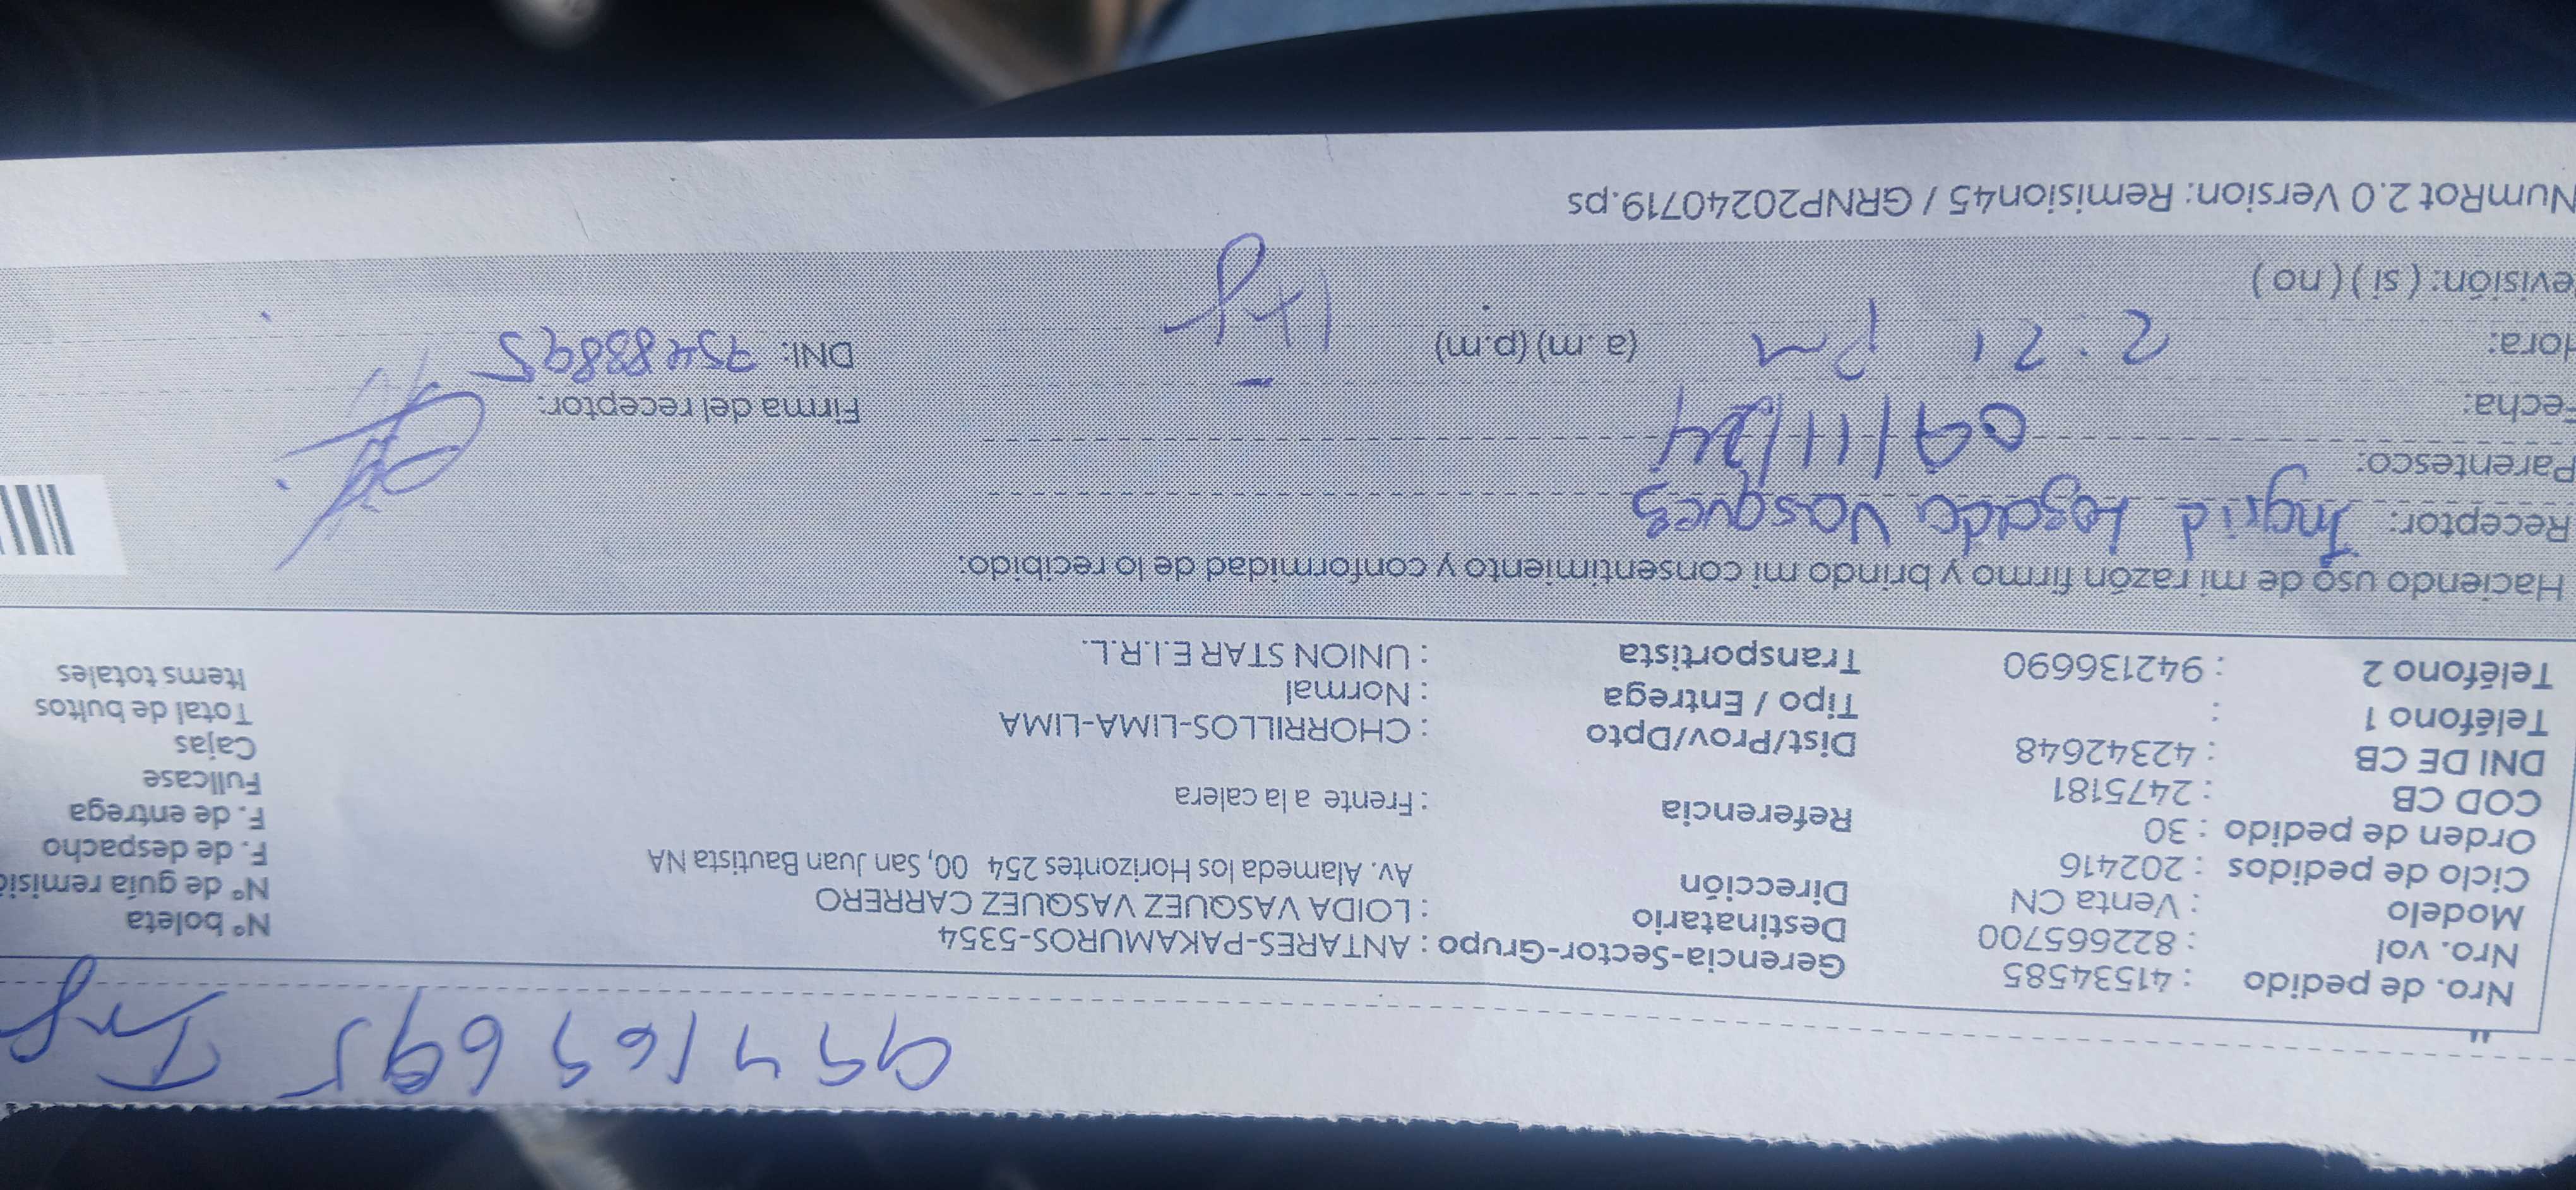 994169695 Ing
Nro. de pedido : 41534585 Gerencia-Sector-Grupo : ANTARES-PAKAMUROS-5354 N° boleta
Nro. vol : 822665700 Destinatario : LOIDA VASQUEZ VASQUEZ CARRERO N° de guía remisió
Modelo : Venta CN Dirección Av. Alameda los Horizontes 254 00, San Juan Bautista NA F. de despacho
Ciclo de pedidos : 202416 F. de entrega
Orden de pedido : 30 Referencia : Frente a la calera Fullcase
COD CB : 2475181 Cajas
DNI DE CB : 42342648 Dist/Prov/Dpto : CHORRILLOS-LIMA-LIMA Total de bultos
Teléfono 1 : Tipo / Entrega : Normal Items totales
Teléfono 2 : 942136690 Transportista : UNION STAR E.I.R.L.
Haciendo uso de mi razón firmo y brindo mi consentimiento y conformidad de lo recibido:
Receptor: Ingrid Losada Vasques
Parentesco:
Fecha: 09/11/24 Firma del receptor:
Hora: 2:21 pm (a.m) (p.m) DNI: 75483895
evisión: ( si ) ( no )
NumRot 2.0 Version: Remision45 / GRNP20240719.ps